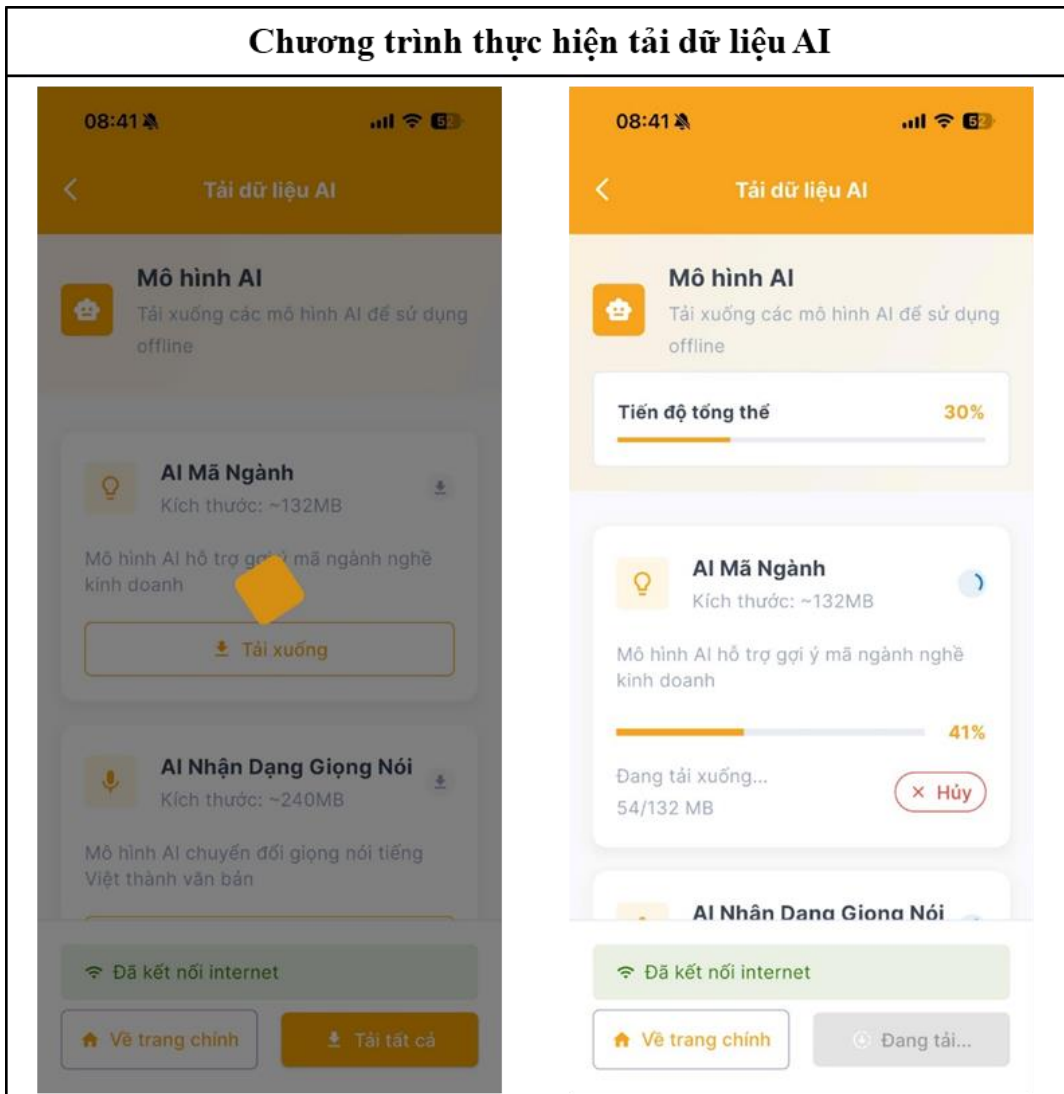 Chương trình thực hiện tải dữ liệu AI
08:41
52
Tải dữ liệu AI
Mô hình AI
Tải xuống các mô hình AI để sử dụng
offline
AI Mã Ngành
Kích thước: ~132MB
Mô hình AI hỗ trợ gợi ý mã ngành nghề
kinh doanh
Tải xuống
AI Nhận Dạng Giọng Nói
Kích thước: ~240MB
Mô hình AI chuyển đổi giọng nói tiếng
Việt thành văn bản
Đã kết nối internet
Về trang chính
Tải tất cả
08:41
52
Tải dữ liệu AI
Mô hình AI
Tải xuống các mô hình AI để sử dụng
offline
Tiến độ tổng thể 30%
AI Mã Ngành
Kích thước: ~132MB
Mô hình AI hỗ trợ gợi ý mã ngành nghề
kinh doanh
41%
Đang tải xuống...
54/132 MB
× Hủy
AI Nhận Dạng Giọng Nói
Đã kết nối internet
Về trang chính
Đang tải...